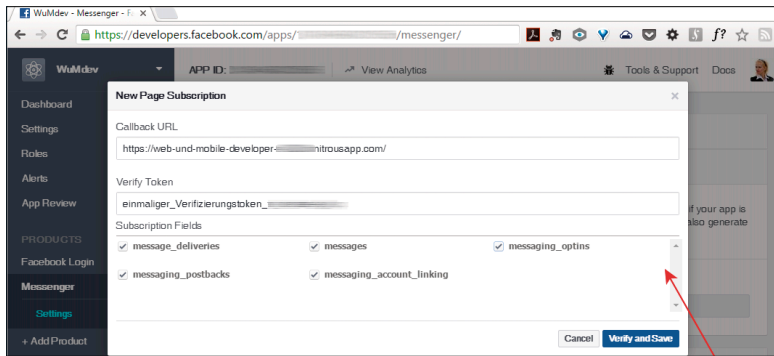 WuMdev - Messenger - F
https://developers.facebook.com/apps/ /messenger/
f?
WuMdev APP ID: View Analytics Tools & Support Docs
New Page Subscription ×
Dashboard
Callback URL
Settings
https://web-und-mobile-developer- nitrousapp.com/
Roles
Alerts
Verify Token
App Review
einmaliger_Verifizierungstoken_
if your app is
also generate
Subscription Fields
PRODUCTS
message_deliveries messages messaging_optins
Facebook Login
messaging_postbacks messaging_account_linking
Messenger
Settings
Cancel Verify and Save
+ Add Product